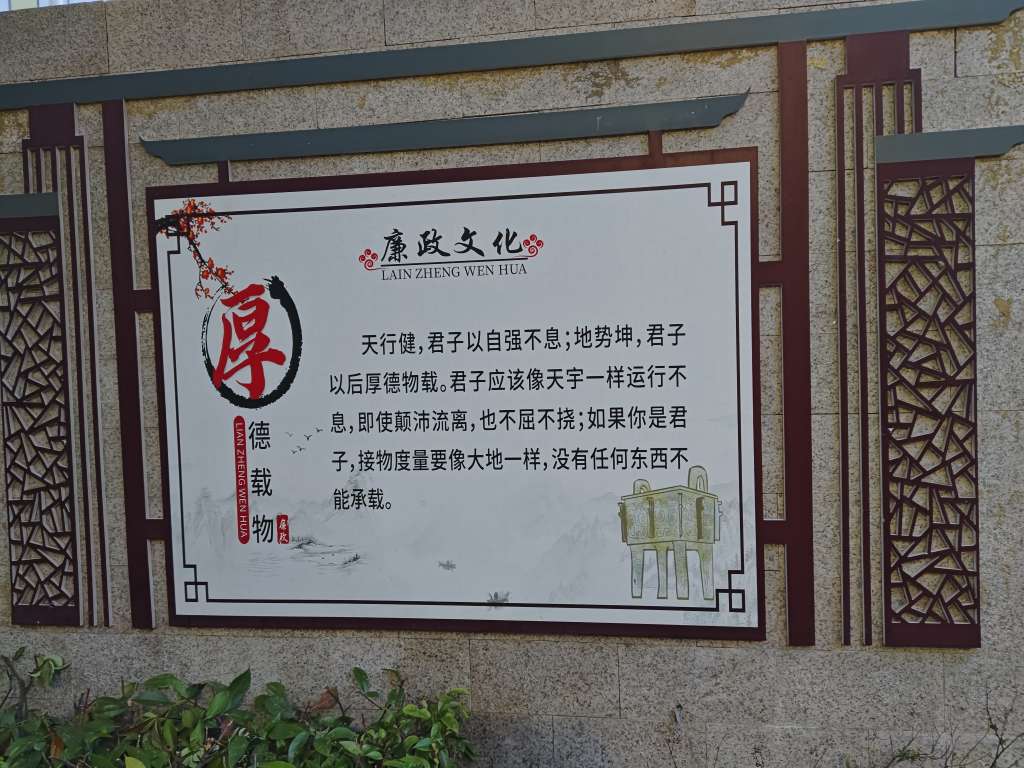 廉政文化
LAIN ZHENG WEN HUA
厚
德载物
LIAN ZHENG WEN HUA
廉政
天行健，君子以自强不息；地势坤，君子
以后厚德物载。君子应该像天宇一样运行不
息，即使颠沛流离，也不屈不挠；如果你是君
子，接物度量要像大地一样，没有任何东西不
能承载。